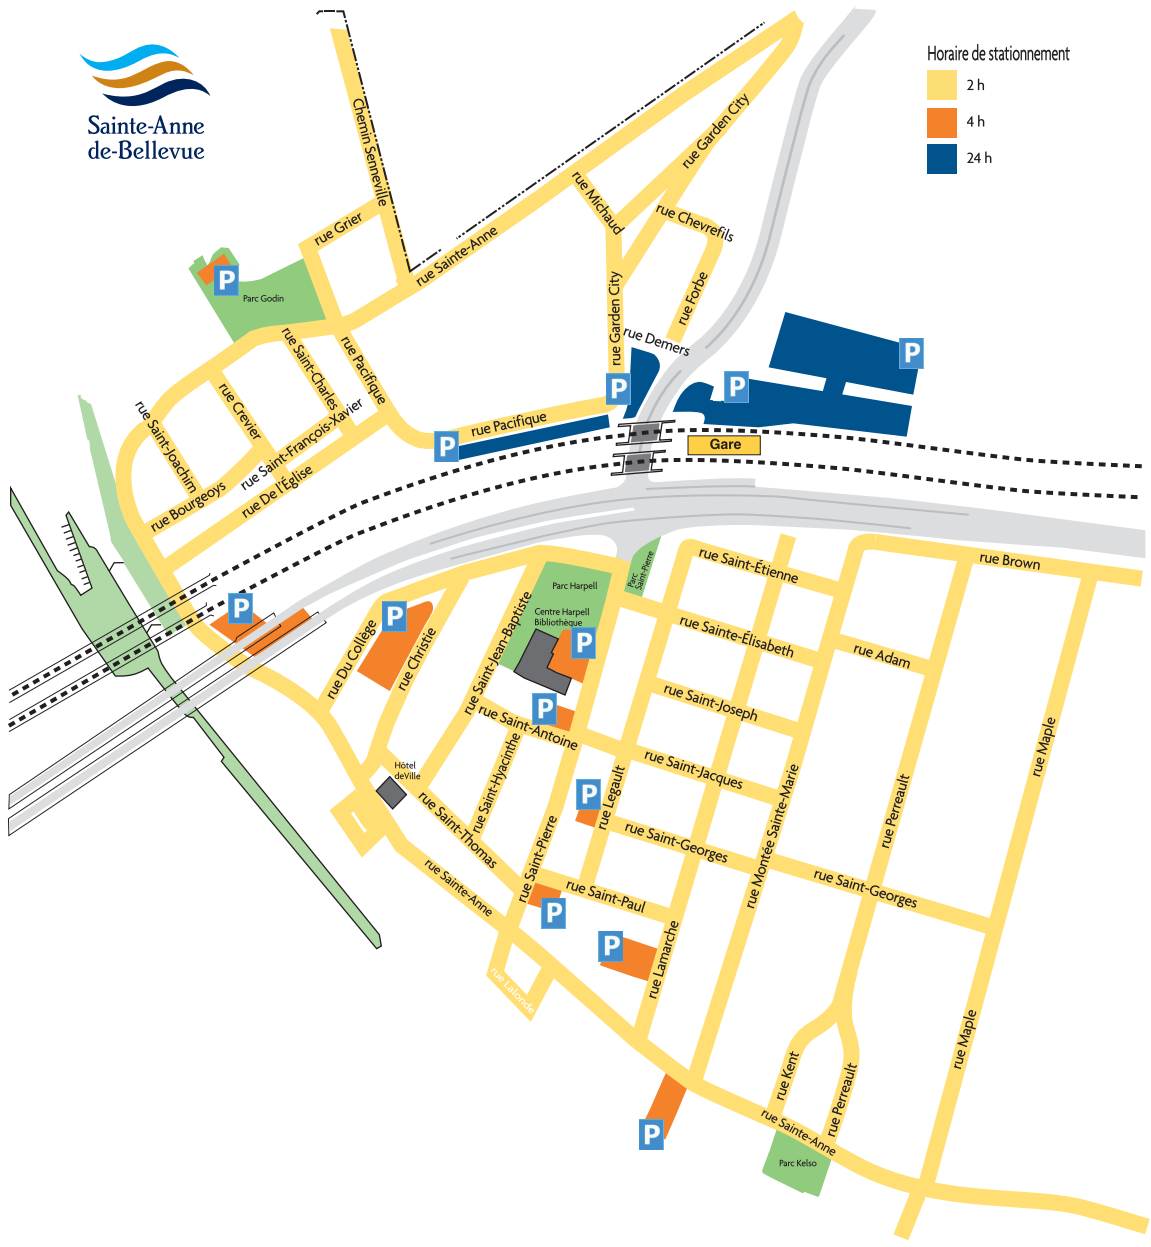 Sainte-Anne
de-Bellevue
Horaire de stationnement
2 h
4 h
24 h
Chemin Senneville
rue Garden City
rue Michaud
rue Grier
rue Chevrefils
rue Sainte-Anne
P
Parc Godin
rue Forbe
rue Garden City
rue Demers
rue Saint-Charles
rue Pacifique
P
P
P
rue Crevier
rue Saint-Joachim
rue Saint-François-Xavier
rue Pacifique
P
Gare
rue Bourgeoys
rue De l'Église
rue Saint-Étienne
rue Brown
Parc
Saint-Pierre
Parc Harpell
Centre Harpell
Bibliothèque
P
P
P
rue Du Collège
rue Christie
rue Saint-Jean-Baptiste
rue Sainte-Élisabeth
rue Adam
rue Saint-Joseph
P
rue Saint-Antoine
rue Saint-Hyacinthe
rue Saint-Jacques
rue Maple
Hôtel
deVille
P
rue Legault
rue Montée Sainte-Marie
rue Perreault
rue Saint-Thomas
rue Saint-Pierre
rue Saint-Georges
rue Saint-Georges
rue Sainte-Anne
rue Saint-Paul
P
P
rue Lamarche
rue Lalonde
rue Maple
rue Kent
rue Perreault
P
rue Sainte-Anne
Parc Kelso